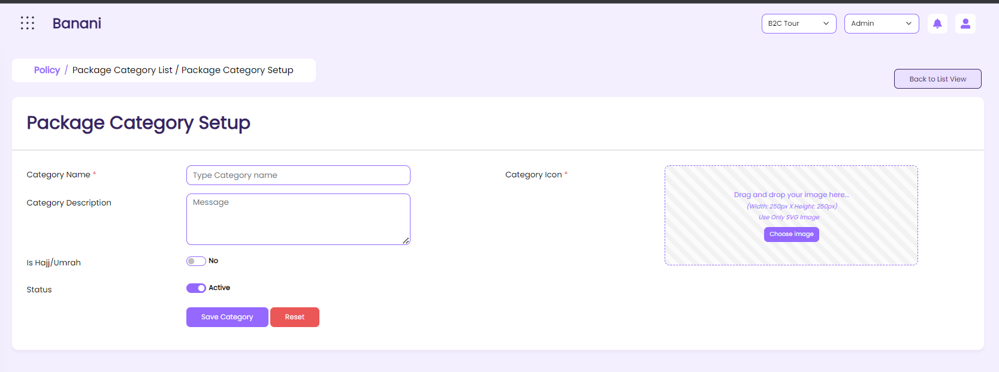 Banani
B2C Tour
Admin
Policy / Package Category List / Package Category Setup
Back to List View
Package Category Setup
Category Name *
Type Category name
Category Description
Message
Is Hajj/Umrah
No
Status
Active
Save Category
Reset
Category Icon *
Drag and drop your image here...
(Width: 250px X Height: 250px)
Use Only SVG Image
Choose image